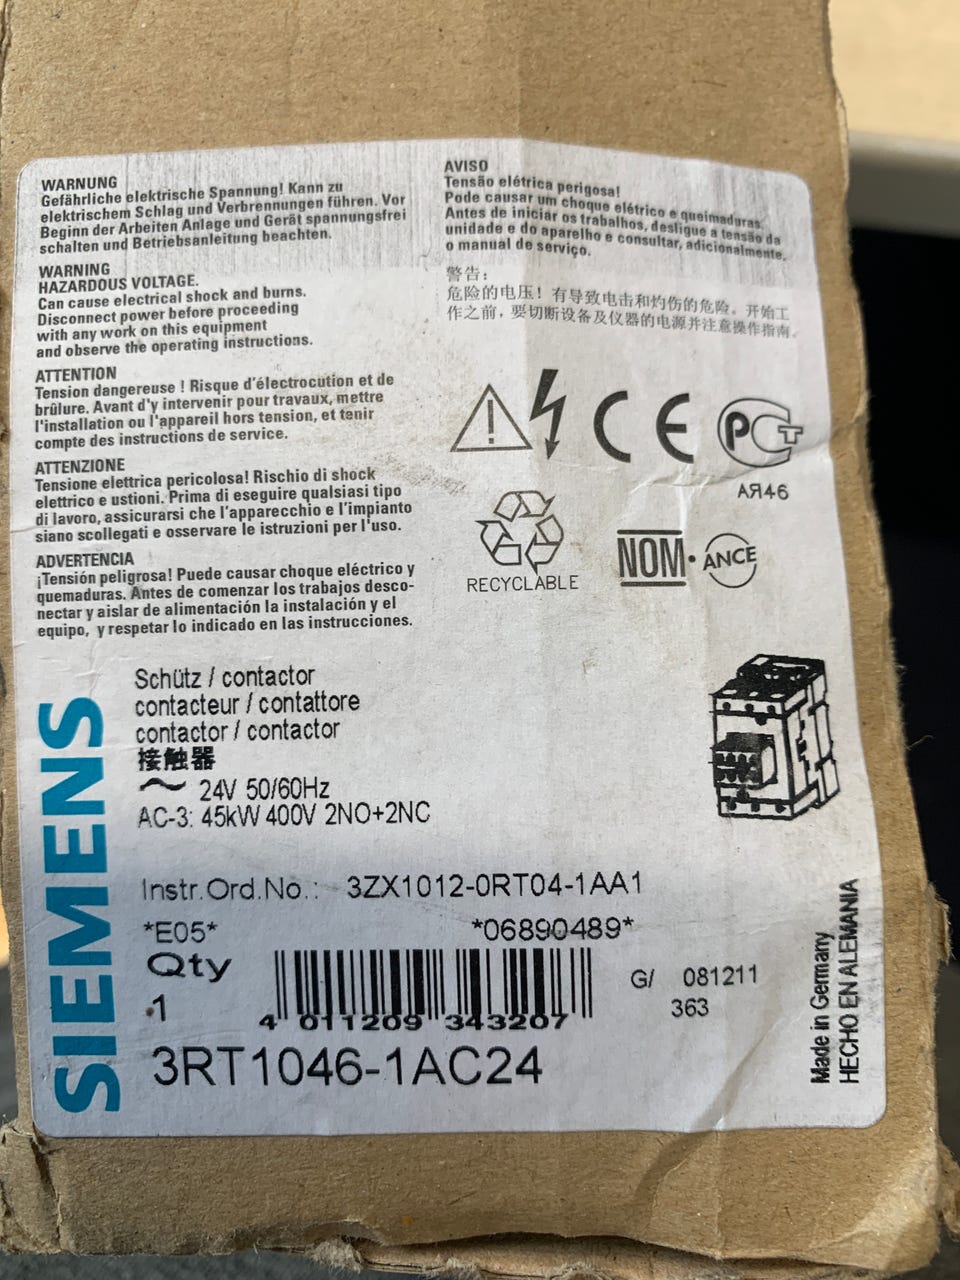 WARNUNG
Gefährliche elektrische Spannung! Kann zu
elektrischem Schlag und Verbrennungen führen. Vor
Beginn der Arbeiten Anlage und Gerät spannungsfrei
schalten und Betriebsanleitung beachten.
WARNING
HAZARDOUS VOLTAGE.
Can cause electrical shock and burns.
Disconnect power before proceeding
with any work on this equipment
and observe the operating instructions.
ATTENTION
Tension dangereuse ! Risque d'électrocution et de
brûlure. Avant d'y intervenir pour travaux, mettre
l'installation ou l'appareil hors tension, et tenir
compte des instructions de service.
ATTENZIONE
Tensione elettrica pericolosa! Rischio di shock
elettrico e ustioni. Prima di eseguire qualsiasi tipo
di lavoro, assicurarsi che l'apparecchio e l'impianto
siano scollegati e osservare le istruzioni per l'uso.
ADVERTENCIA
¡Tensión peligrosa! Puede causar choque eléctrico y
quemaduras. Antes de comenzar los trabajos desco-
nectar y aislar de alimentación la instalación y el
equipo, y respetar lo indicado en las instrucciones.
AVISO
Tensão elétrica perigosa!
Pode causar um choque elétrico e queimaduras.
Antes de iniciar os trabalhos, desligue a tensão da
unidade e do aparelho e consultar, adicionalmente,
o manual de serviço.
警告:
危险的电压! 有导致电击和灼伤的危险。开始工
作之前, 要切断设备及仪器的电源并注意操作指南。
CE
PCT
АЯ46
RECYCLABLE
NOM·ANCE
SIEMENS
Schütz / contactor
contacteur / contattore
contactor / contactor
接触器
~ 24V 50/60Hz
AC-3: 45kW 400V 2NO+2NC
Instr.Ord.No.: 3ZX1012-0RT04-1AA1
*E05* *06890489*
Qty
1
4 011209 343207
G/ 081211
363
3RT1046-1AC24
Made in Germany
HECHO EN ALEMANIA